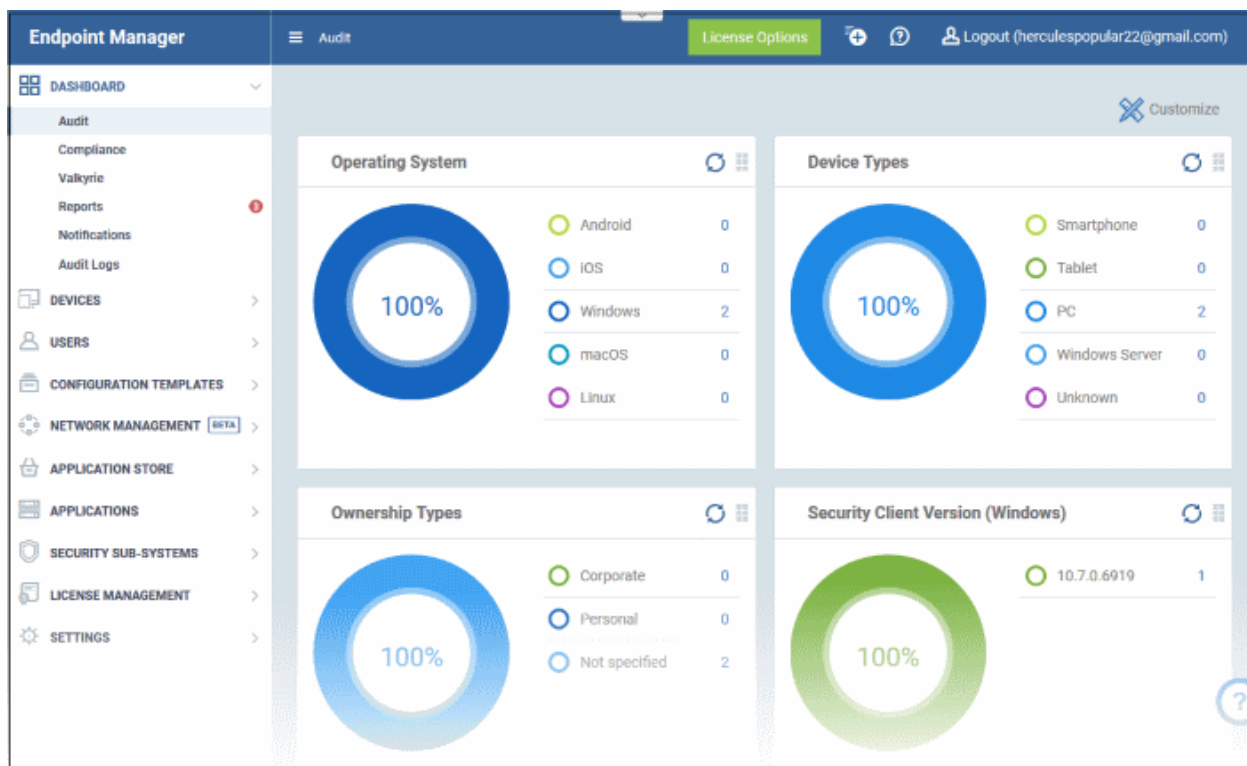 Endpoint Manager
Audit
License Options
Logout (herculespopular22@gmail.com)
DASHBOARD
Audit
Compliance
Valkyrie
Reports 3
Notifications
Audit Logs
DEVICES
USERS
CONFIGURATION TEMPLATES
NETWORK MANAGEMENT BETA
APPLICATION STORE
APPLICATIONS
SECURITY SUB-SYSTEMS
LICENSE MANAGEMENT
SETTINGS
Customize
Operating System
100%
Android 0
IOS 0
Windows 2
macOS 0
Linux 0
Device Types
100%
Smartphone 0
Tablet 0
PC 2
Windows Server 0
Unknown 0
Ownership Types
100%
Corporate 0
Personal 0
Not specified 2
Security Client Version (Windows)
100%
10.7.0.6919 1
?